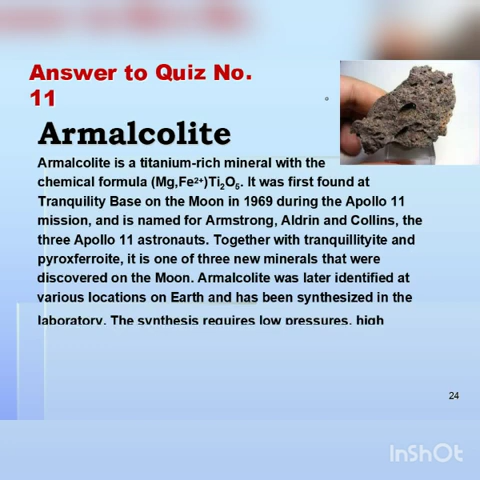 Answer to Quiz No.
11
Armalcolite
Armalcolite is a titanium-rich mineral with the
chemical formula (Mg,Fe²⁺)Ti₂O₅. It was first found at
Tranquility Base on the Moon in 1969 during the Apollo 11
mission, and is named for Armstrong, Aldrin and Collins, the
three Apollo 11 astronauts. Together with tranquillityite and
pyroxferroite, it is one of three new minerals that were
discovered on the Moon. Armalcolite was later identified at
various locations on Earth and has been synthesized in the
laboratory. The synthesis requires low pressures, high
24
InShOt